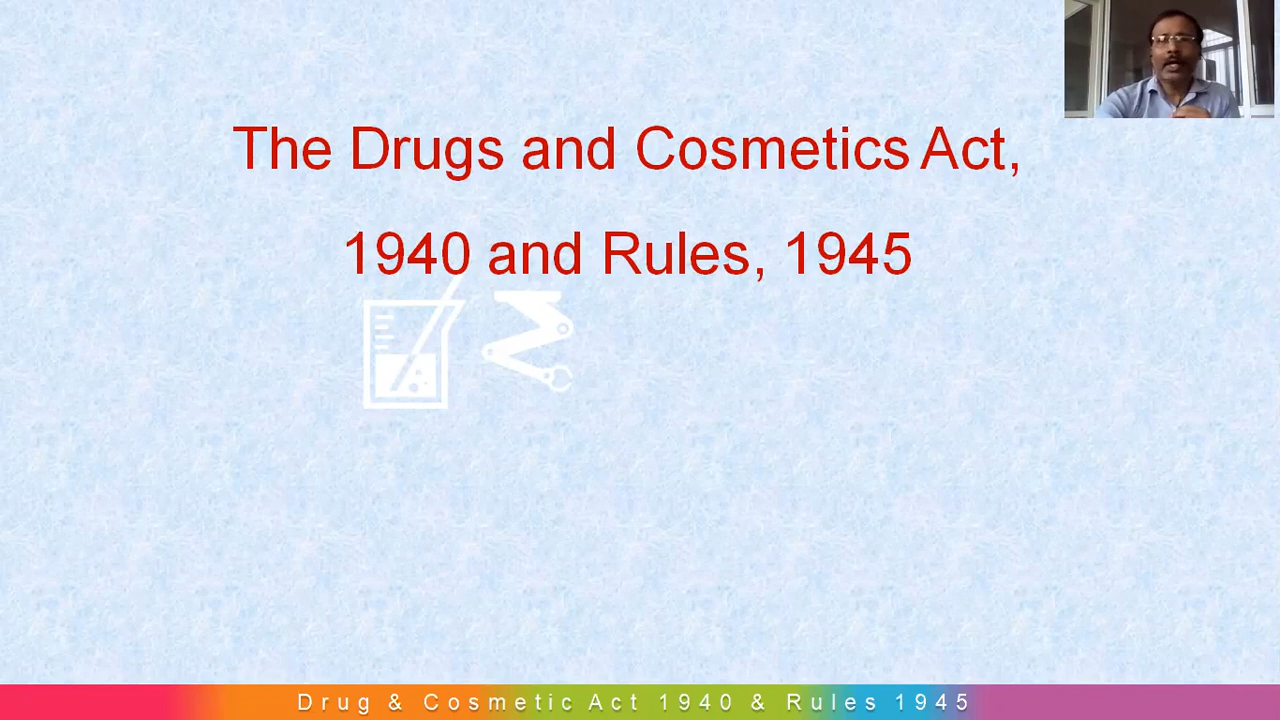 The Drugs and Cosmetics Act,
1940 and Rules, 1945
Drug & Cosmetic Act 1940 & Rules 1945